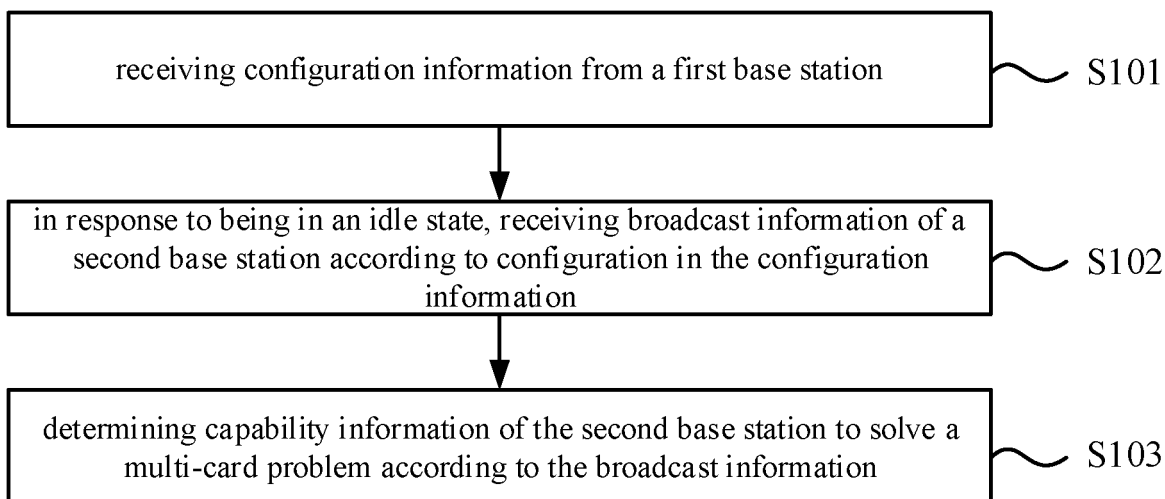 receiving configuration information from a first base station
S101
in response to being in an idle state, receiving broadcast information of a
second base station according to configuration in the configuration
information
S102
determining capability information of the second base station to solve a
multi-card problem according to the broadcast information
S103